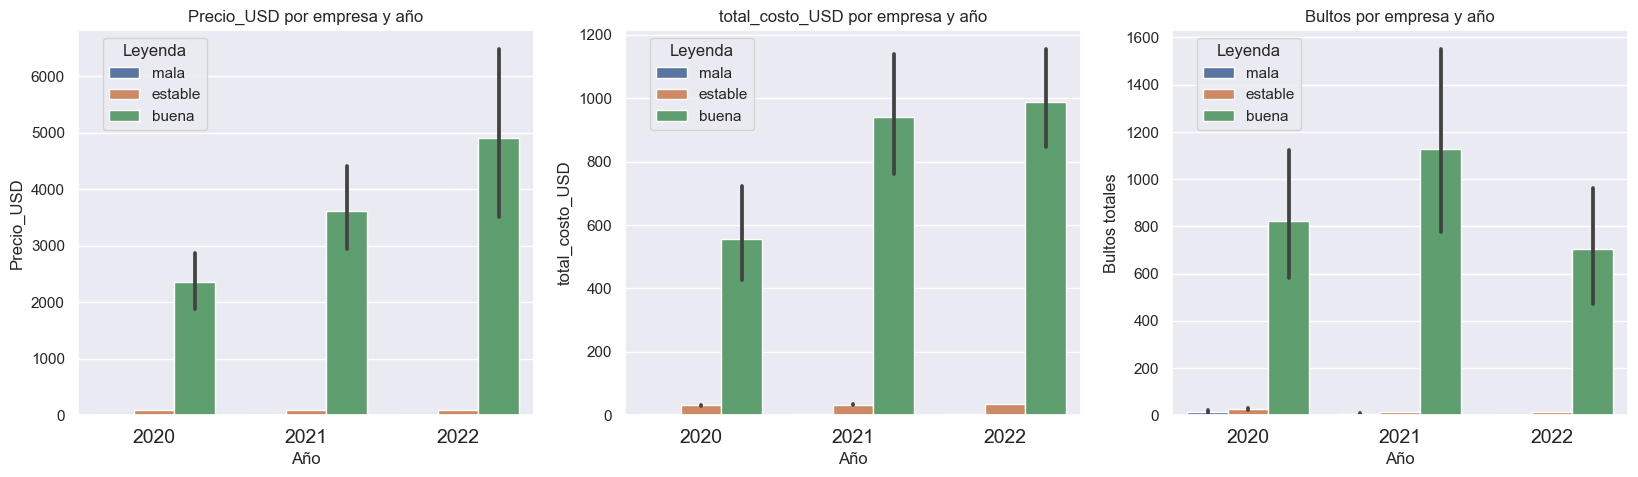 Precio_USD por empresa y año
Leyenda
mala
estable
buena
6000
5000
4000
3000
2000
1000
0
Precio_USD
2020
2021
2022
Año
total_costo_USD por empresa y año
Leyenda
mala
estable
buena
1200
1000
800
600
400
200
0
total_costo_USD
2020
2021
2022
Año
Bultos por empresa y año
Leyenda
mala
estable
buena
1600
1400
1200
1000
800
600
400
200
0
Bultos totales
2020
2021
2022
Año